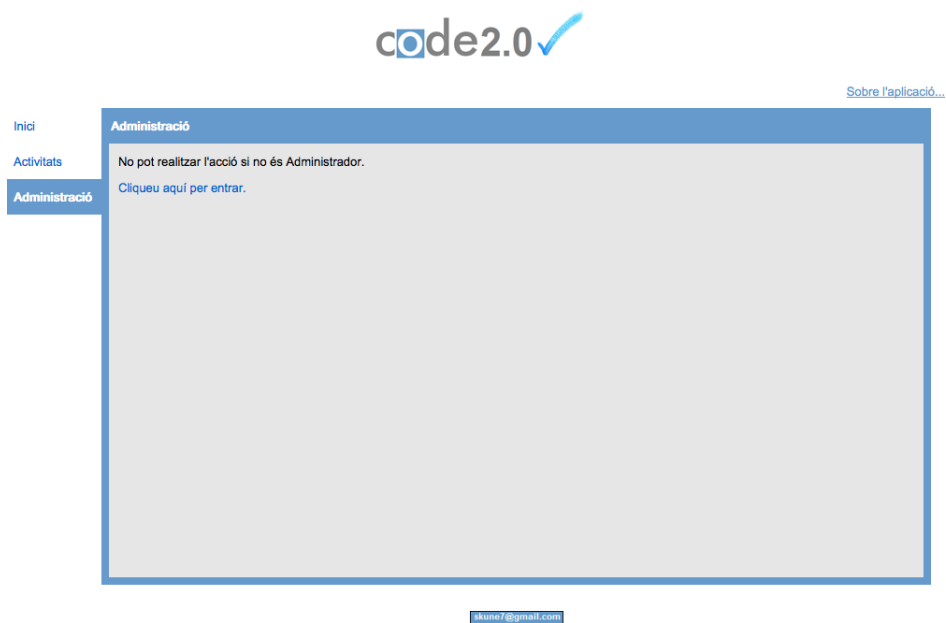 code2.0
Sobre l'aplicació...
Inici
Activitats
Administració
Administració
No pot realitzar l'acció si no és Administrador.
Cliqueu aquí per entrar.
skune7@gmail.com